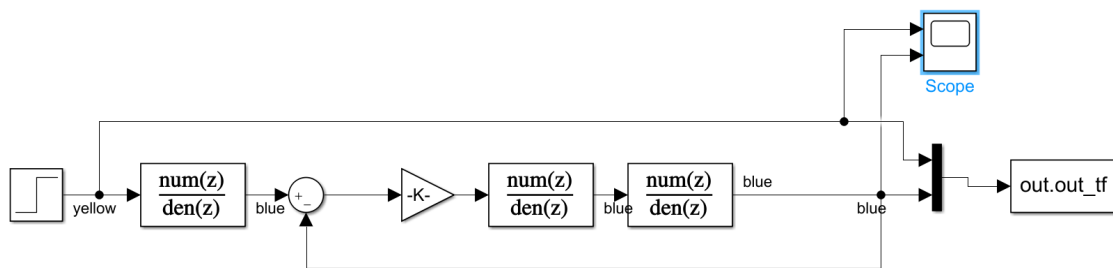 Scope
num(z)
den(z)
+
−
-K-
num(z)
den(z)
num(z)
den(z)
blue
out.out_tf
yellow
blue
blue
blue